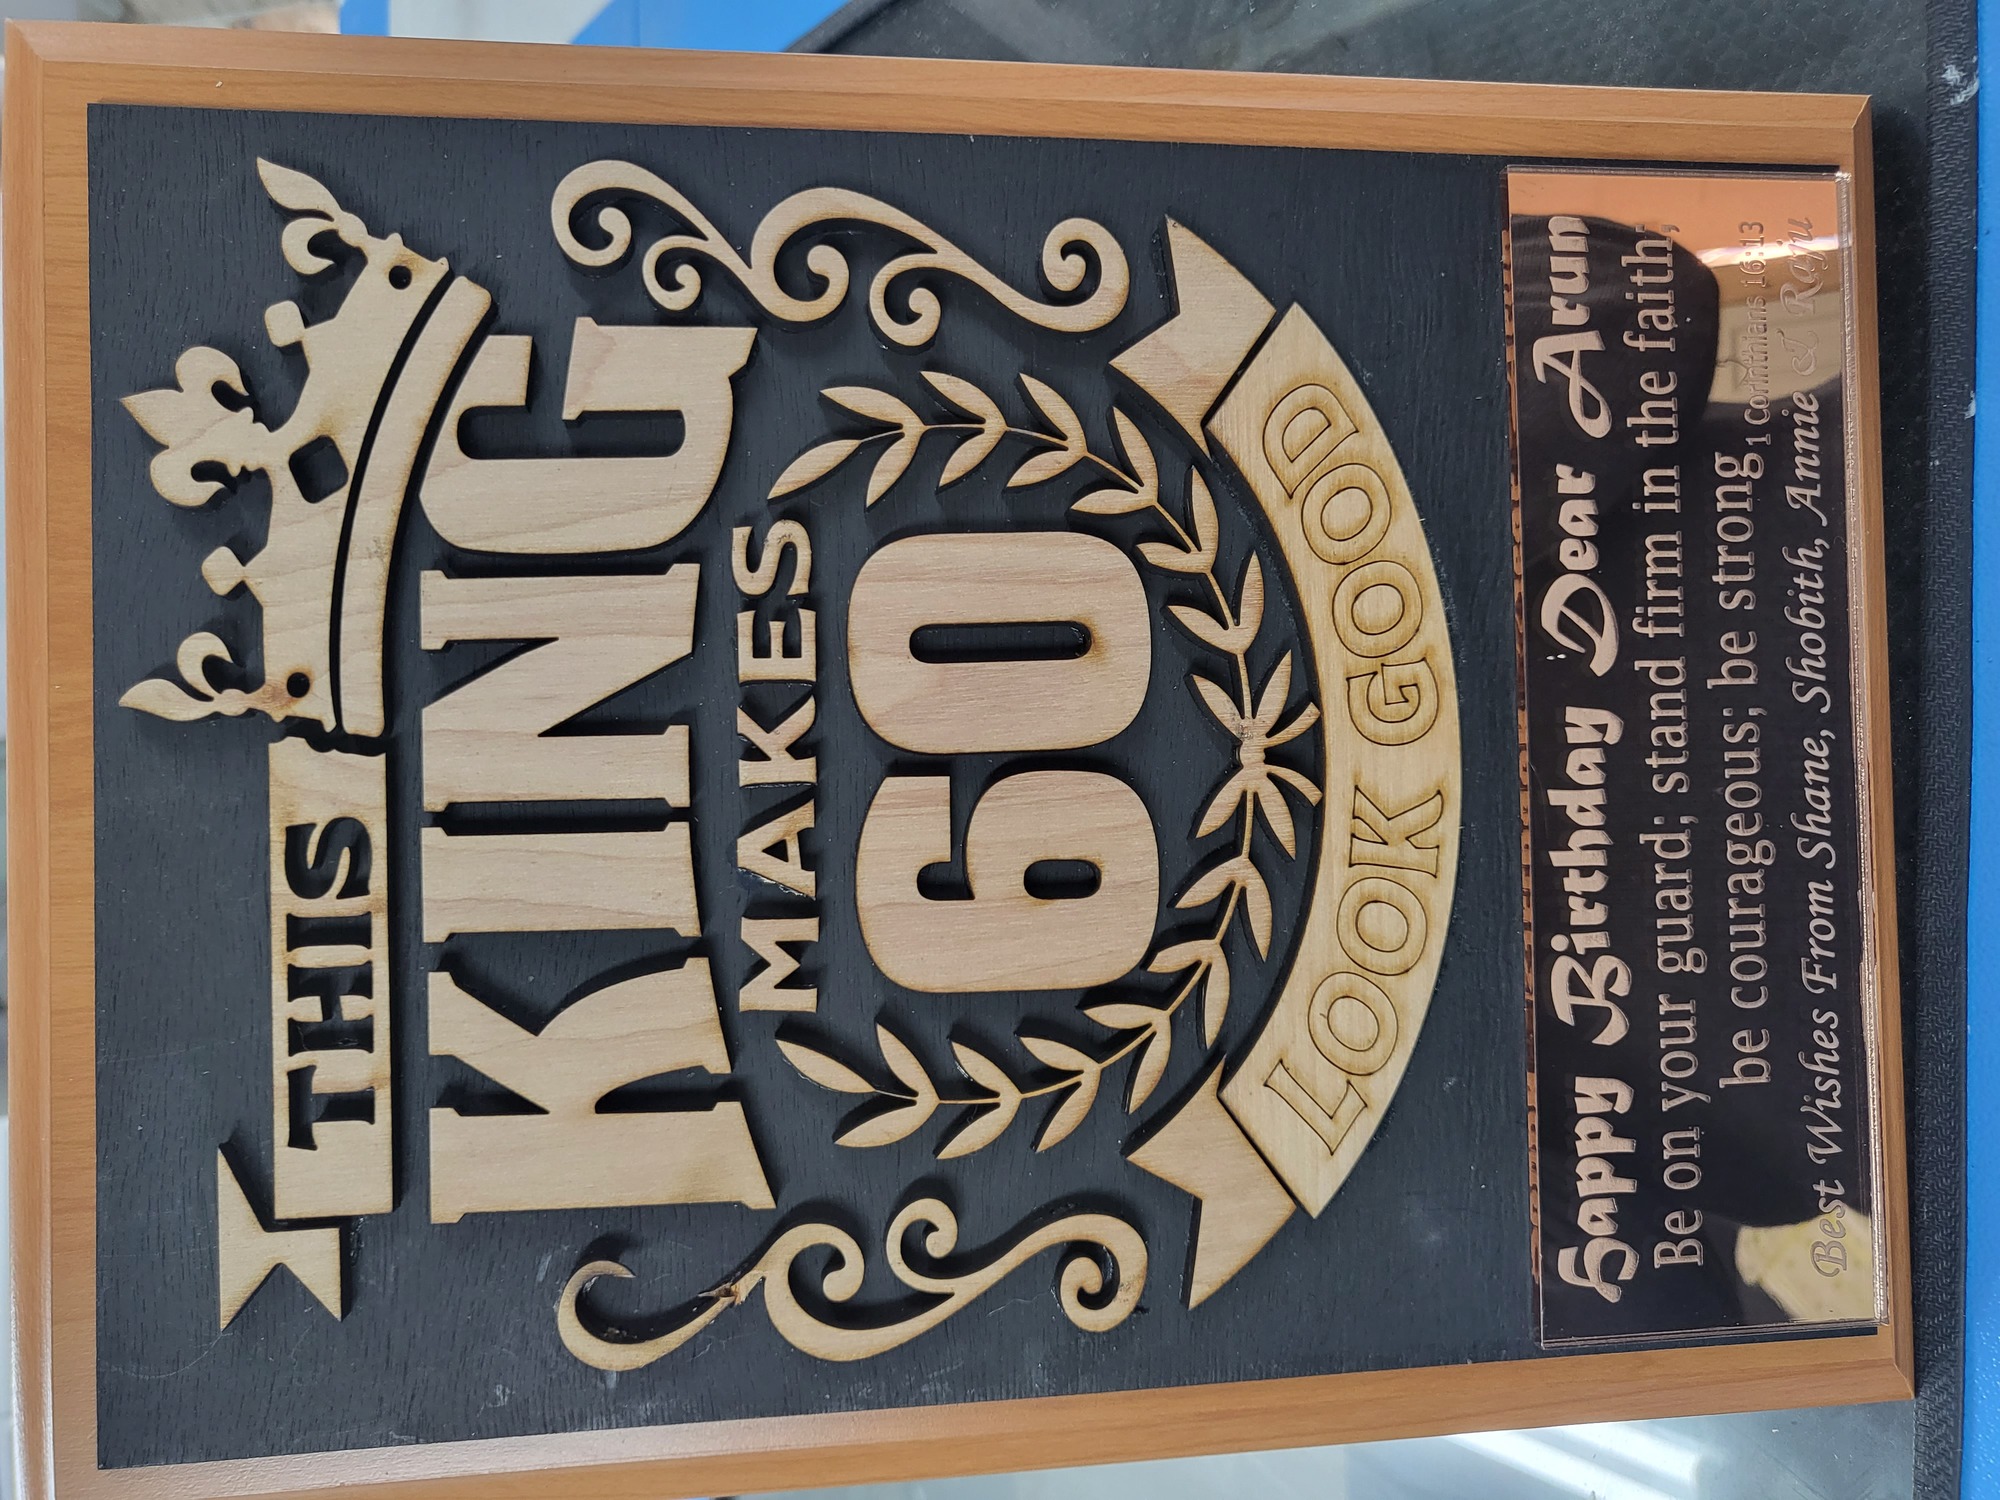 THIS
KING
MAKES
60
LOOK GOOD
Happy Birthday Dear Arun
Be on your guard; stand firm in the faith;
be courageous; be strong
1 Corinthians 16:13
Best Wishes From Shane, Shobith, Annie & Raju